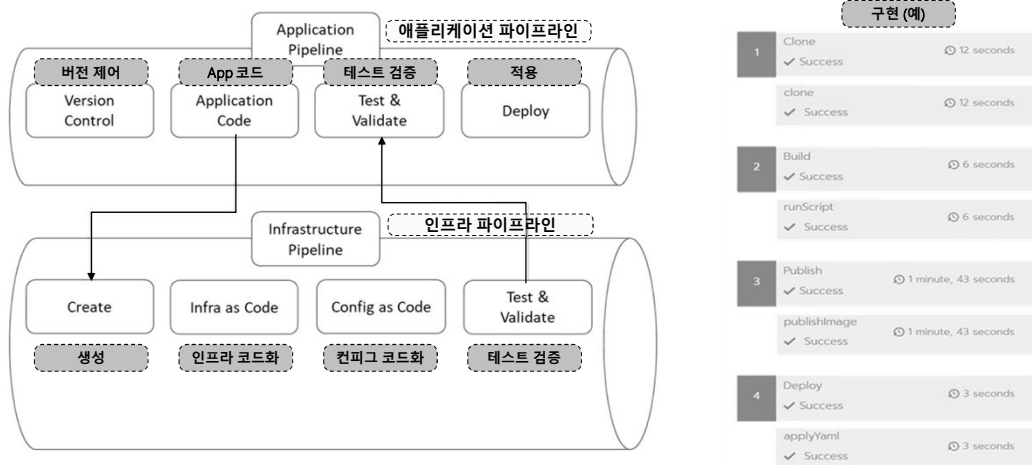 Application
Pipeline
애플리케이션 파이프라인
버전 제어
App 코드
테스트 검증
적용
Version
Control
Application
Code
Test &
Validate
Deploy
Infrastructure
Pipeline
인프라 파이프라인
Create
Infra as Code
Config as Code
Test &
Validate
생성
인프라 코드화
컨피그 코드화
테스트 검증
구현 (예)
1
Clone
Success
12 seconds
clone
Success
12 seconds
2
Build
Success
6 seconds
runScript
Success
6 seconds
3
Publish
Success
1 minute, 43 seconds
publishImage
Success
1 minute, 43 seconds
4
Deploy
Success
3 seconds
applyYaml
Success
3 seconds